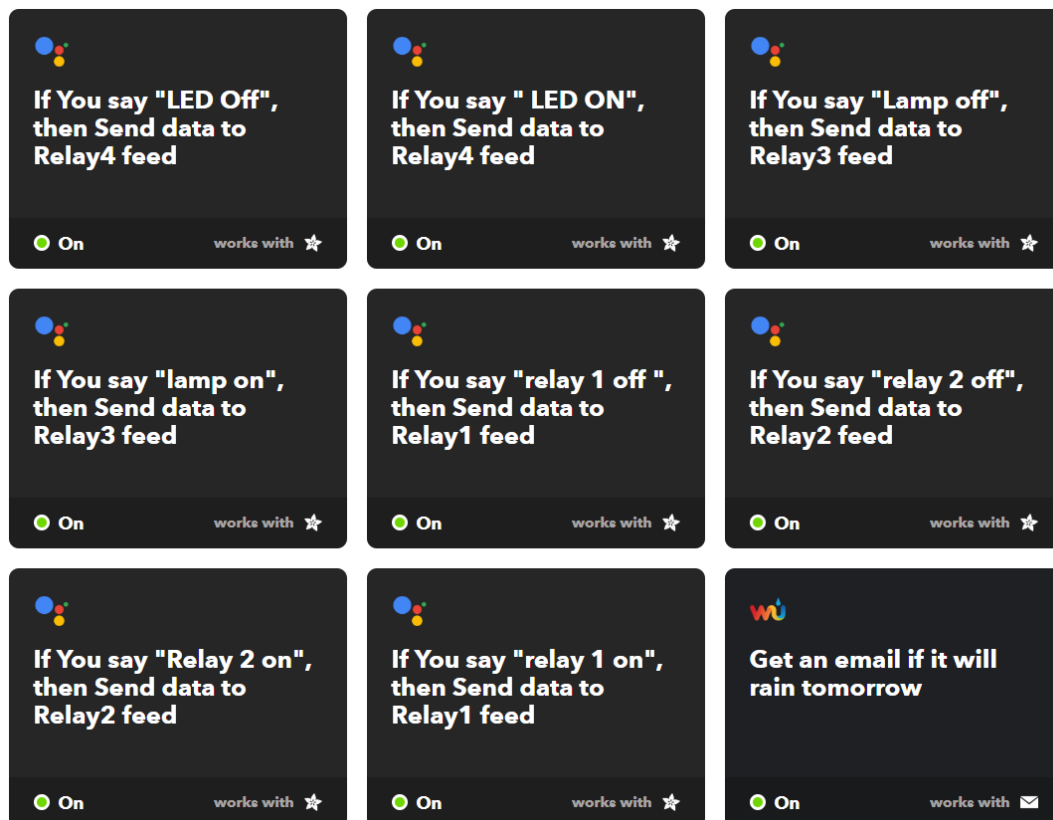 If You say "LED Off",
then Send data to
Relay4 feed
On
works with
If You say " LED ON",
then Send data to
Relay4 feed
On
works with
If You say "Lamp off",
then Send data to
Relay3 feed
On
works with
If You say "lamp on",
then Send data to
Relay3 feed
On
works with
If You say "relay 1 off ",
then Send data to
Relay1 feed
On
works with
If You say "relay 2 off",
then Send data to
Relay2 feed
On
works with
If You say "Relay 2 on",
then Send data to
Relay2 feed
On
works with
If You say "relay 1 on",
then Send data to
Relay1 feed
On
works with
wu
Get an email if it will
rain tomorrow
On
works with